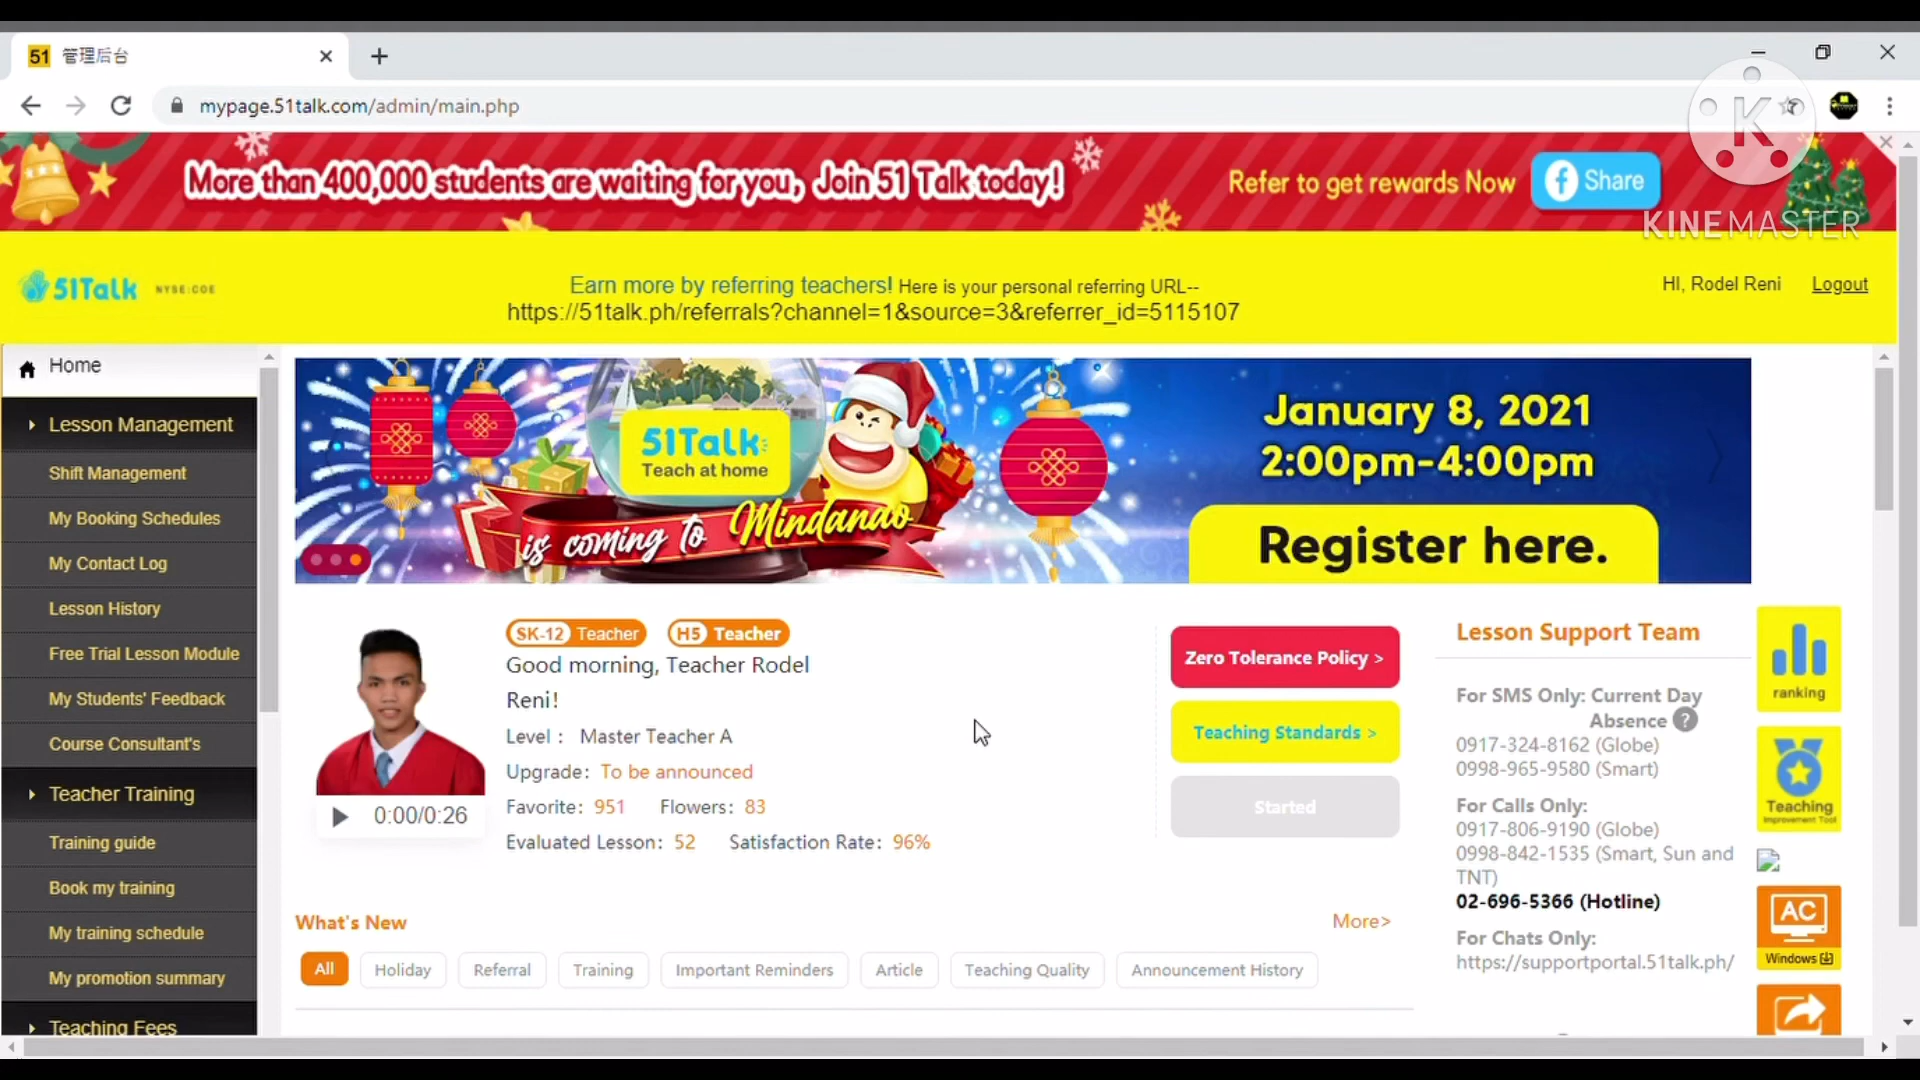 51 管理后台
mypage.51talk.com/admin/main.php
K
KINEMASTER
More than 400,000 students are waiting for you, Join 51 Talk today!
Refer to get rewards Now
f Share
51Talk NYSE:COE
Earn more by referring teachers! Here is your personal referring URL--
https://51talk.ph/referrals?channel=1&source=3&referrer_id=5115107
HI, Rodel Reni Logout
Home
Lesson Management
Shift Management
My Booking Schedules
My Contact Log
Lesson History
Free Trial Lesson Module
My Students' Feedback
Course Consultant's
Teacher Training
Training guide
Book my training
My training schedule
My promotion summary
Teaching Fees
51Talk
Teach at home
is coming to Mindanao
January 8, 2021
2:00pm-4:00pm
Register here.
0:00/0:26
SK-12 Teacher H5 Teacher
Good morning, Teacher Rodel
Reni!
Level : Master Teacher A
Upgrade: To be announced
Favorite: 951 Flowers: 83
Evaluated Lesson: 52 Satisfaction Rate: 96%
Zero Tolerance Policy >
Teaching Standards >
Started
Lesson Support Team
For SMS Only: Current Day
Absence ?
0917-324-8162 (Globe)
0998-965-9580 (Smart)
For Calls Only:
0917-806-9190 (Globe)
0998-842-1535 (Smart, Sun and
TNT)
02-696-5366 (Hotline)
For Chats Only:
https://supportportal.51talk.ph/
ranking
Teaching
Improvement Tool
AC
Windows
What's New
More>
All Holiday Referral Training Important Reminders Article Teaching Quality Announcement History